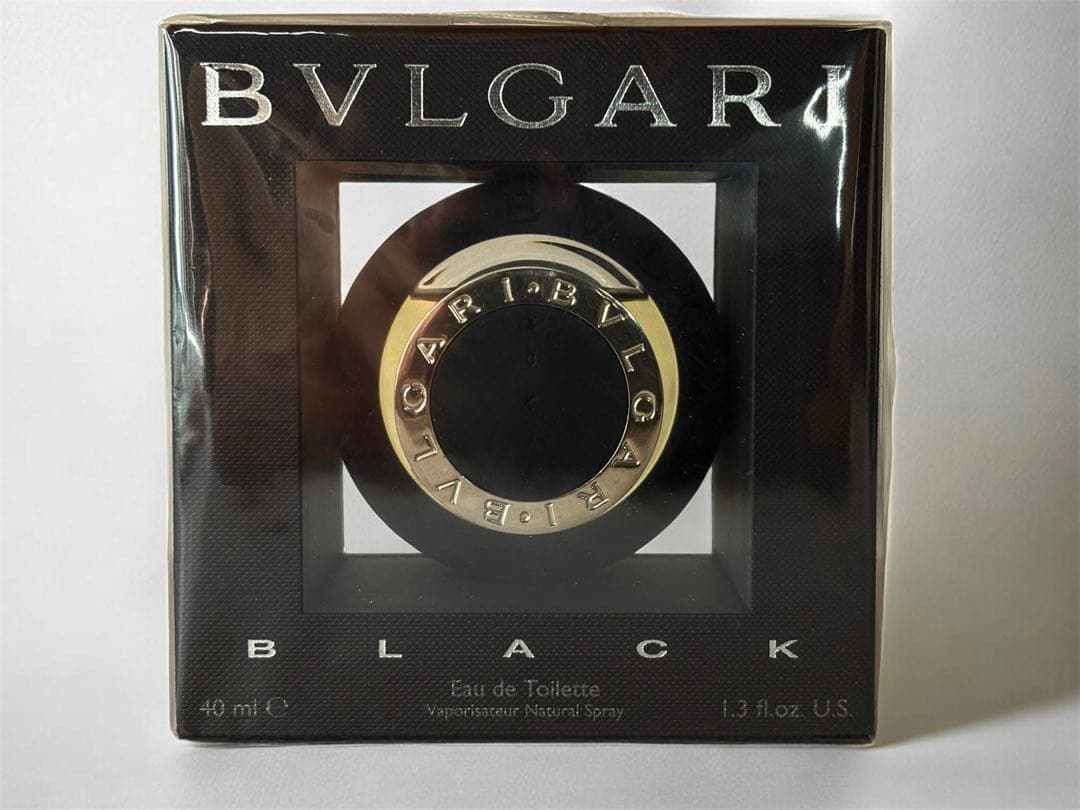 BVLGARI
BVLGARI • BVLGARI •
BLACK
Eau de Toilette
Vaporisateur Natural Spray
40 ml ℮
1.3 fl.oz. U.S.